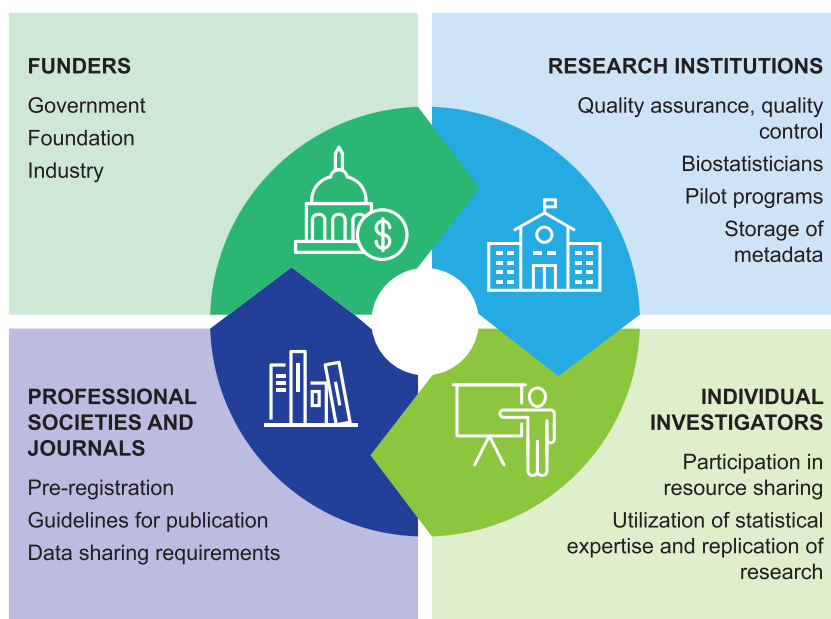 FUNDERS
Government
Foundation
Industry
RESEARCH INSTITUTIONS
Quality assurance, quality
control
Biostatisticians
Pilot programs
Storage of
metadata
$
PROFESSIONAL
SOCIETIES AND
JOURNALS
Pre-registration
Guidelines for publication
Data sharing requirements
INDIVIDUAL
INVESTIGATORS
Participation in
resource sharing
Utilization of statistical
expertise and replication of
research